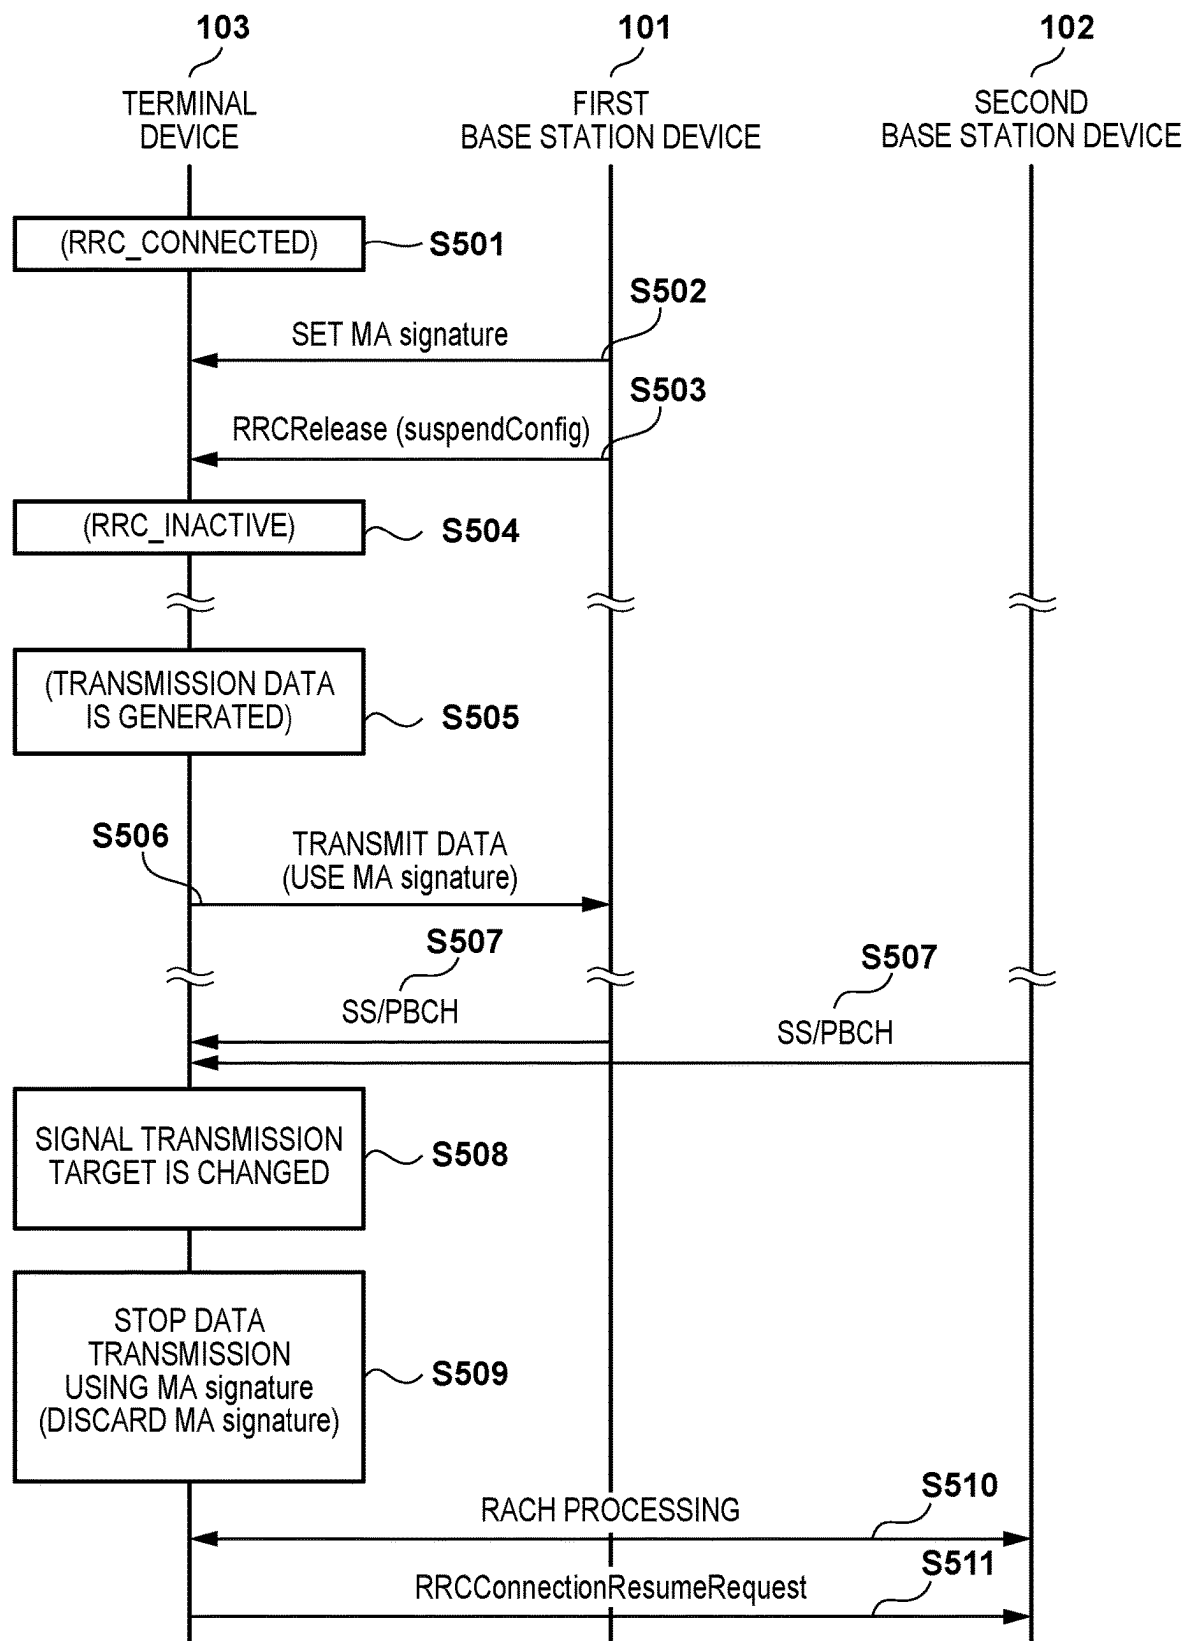 103
101
102
TERMINAL
DEVICE
FIRST
BASE STATION DEVICE
SECOND
BASE STATION DEVICE
(RRC_CONNECTED)
S501
S502
SET MA signature
S503
RRCRelease (suspendConfig)
(RRC_INACTIVE)
S504
(TRANSMISSION DATA
IS GENERATED)
S505
S506
TRANSMIT DATA
(USE MA signature)
S507
SS/PBCH
S507
SS/PBCH
SIGNAL TRANSMISSION
TARGET IS CHANGED
S508
STOP DATA
TRANSMISSION
USING MA signature
(DISCARD MA signature)
S509
S510
RACH PROCESSING
S511
RRCConnectionResumeRequest